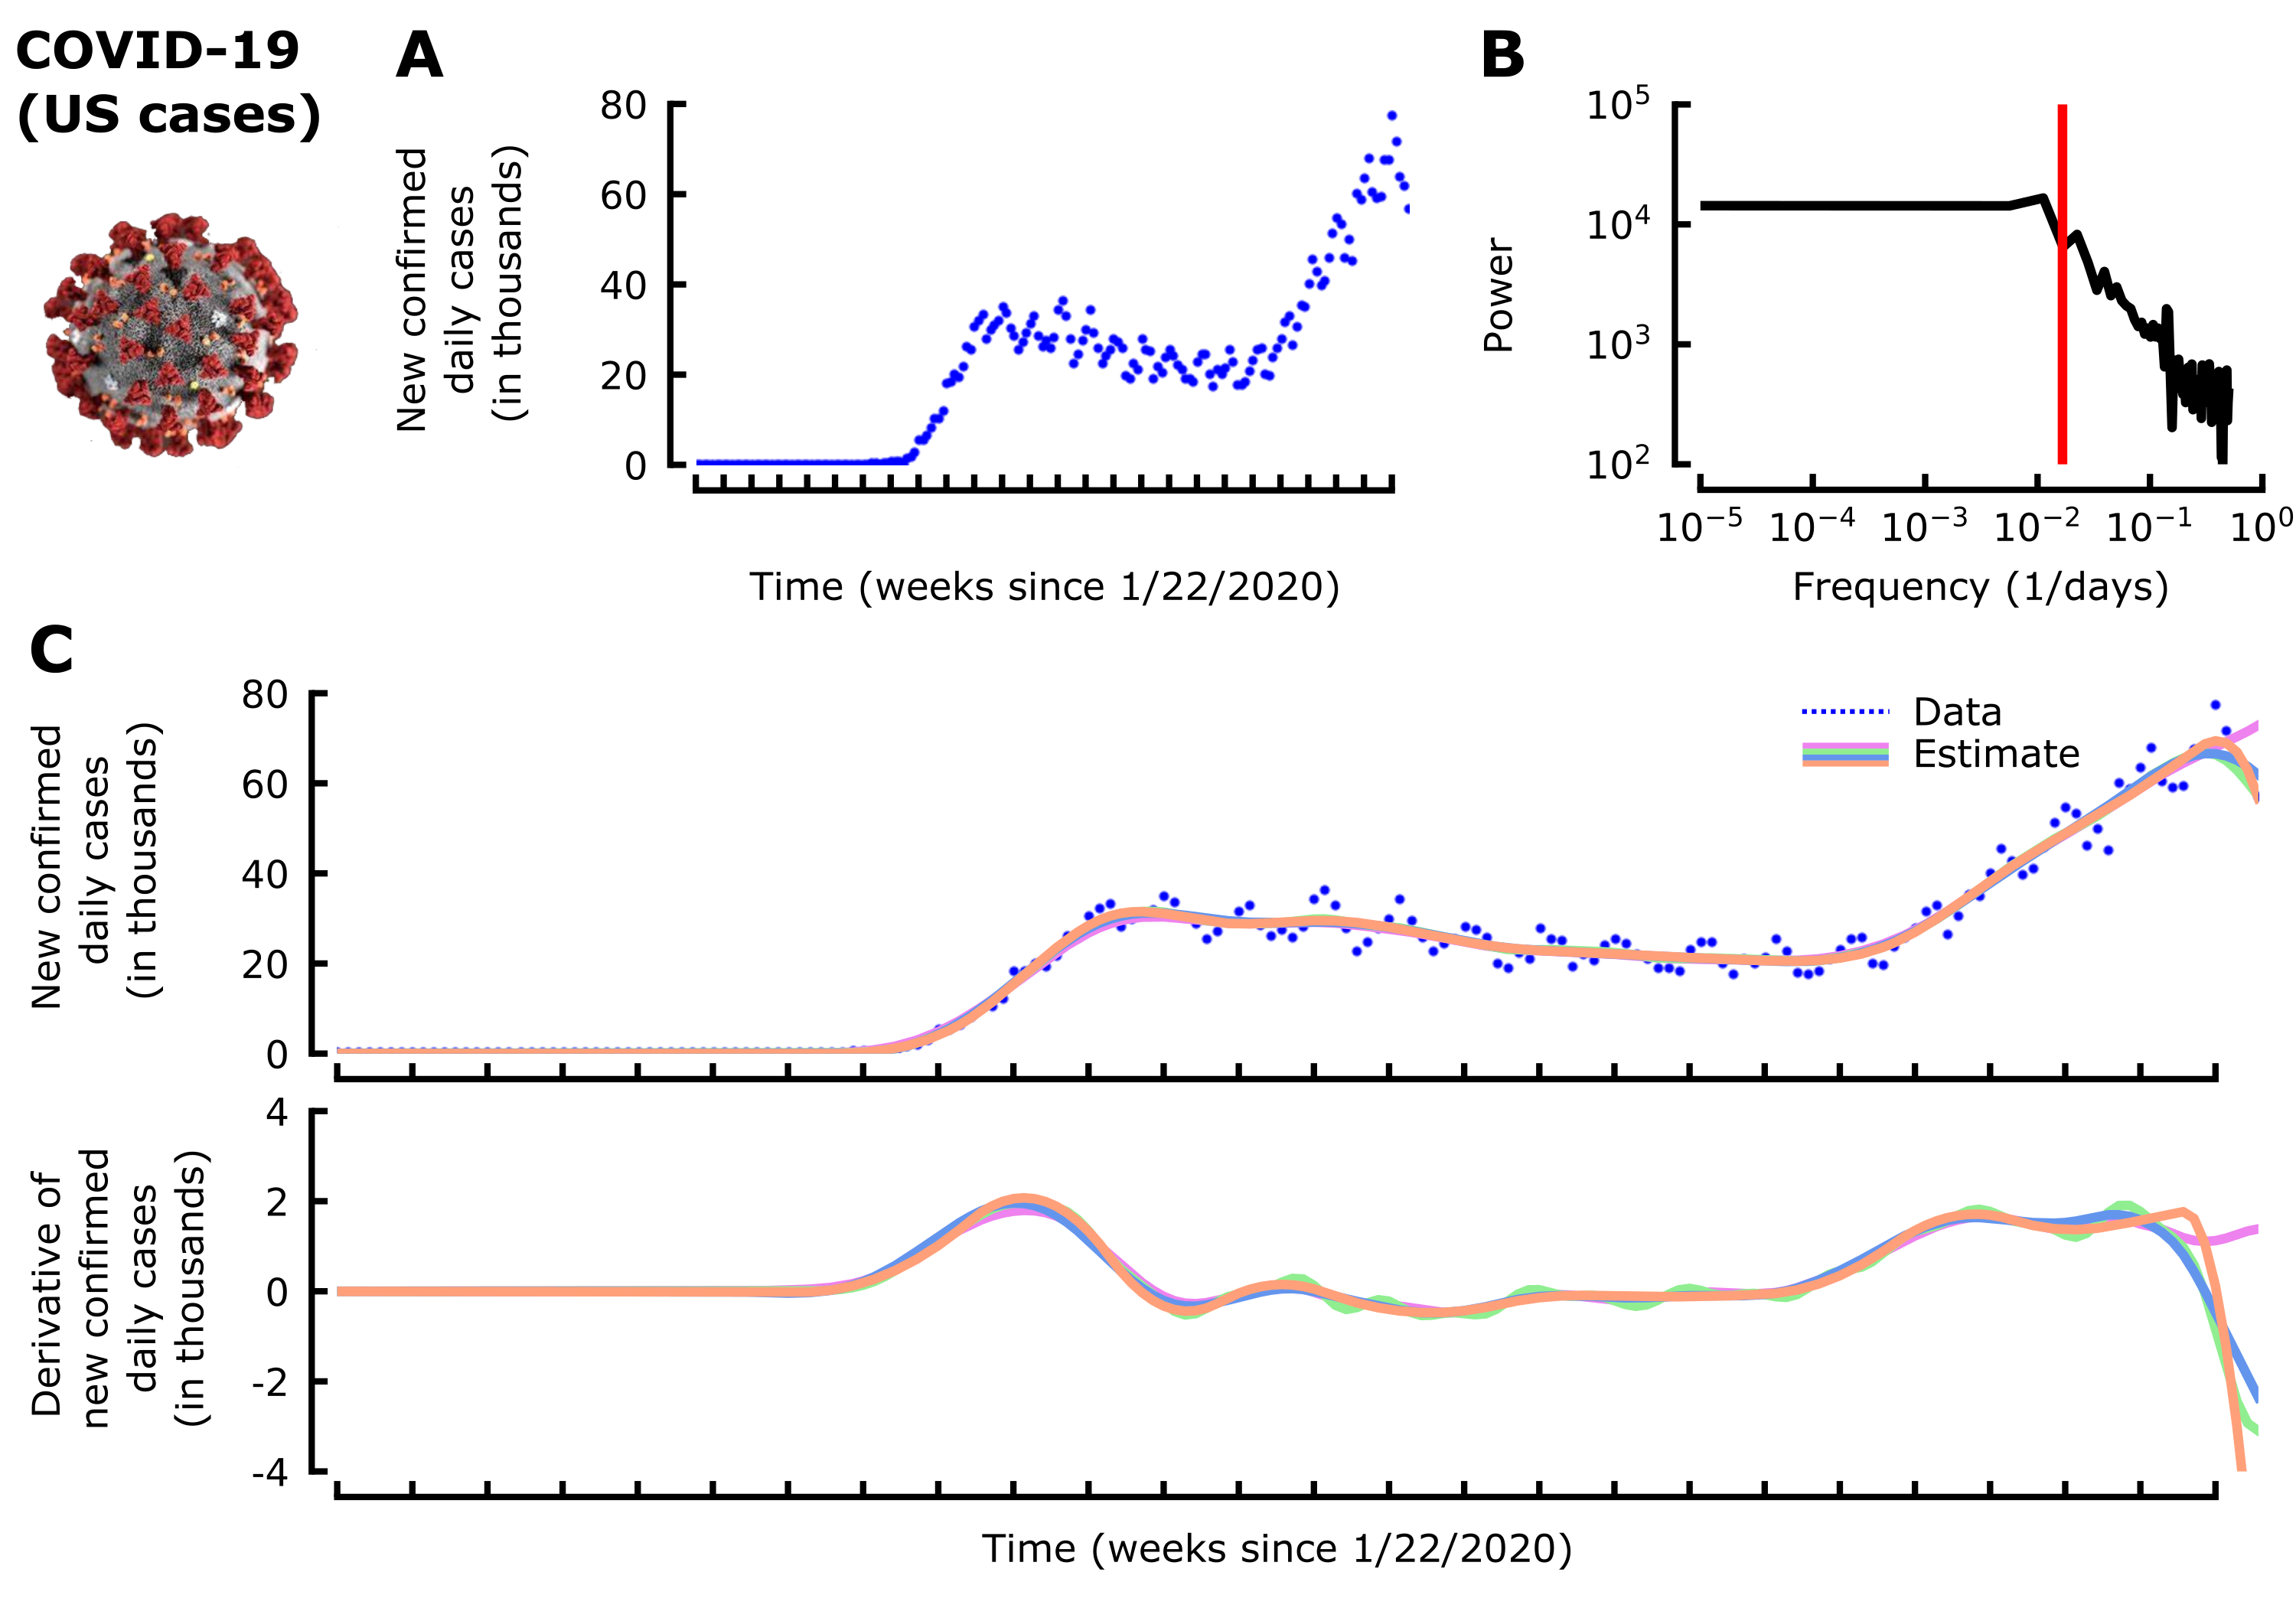 COVID-19
(US cases)
A
New confirmed
daily cases
(in thousands)
80
60
40
20
0
Time (weeks since 1/22/2020)
B
Power
10⁵
10⁴
10³
10²
10⁻⁵ 10⁻⁴ 10⁻³ 10⁻² 10⁻¹ 10⁰
Frequency (1/days)
C
New confirmed
daily cases
(in thousands)
80
60
40
20
0
Data
Estimate
Derivative of
new confirmed
daily cases
(in thousands)
4
2
0
-2
-4
Time (weeks since 1/22/2020)